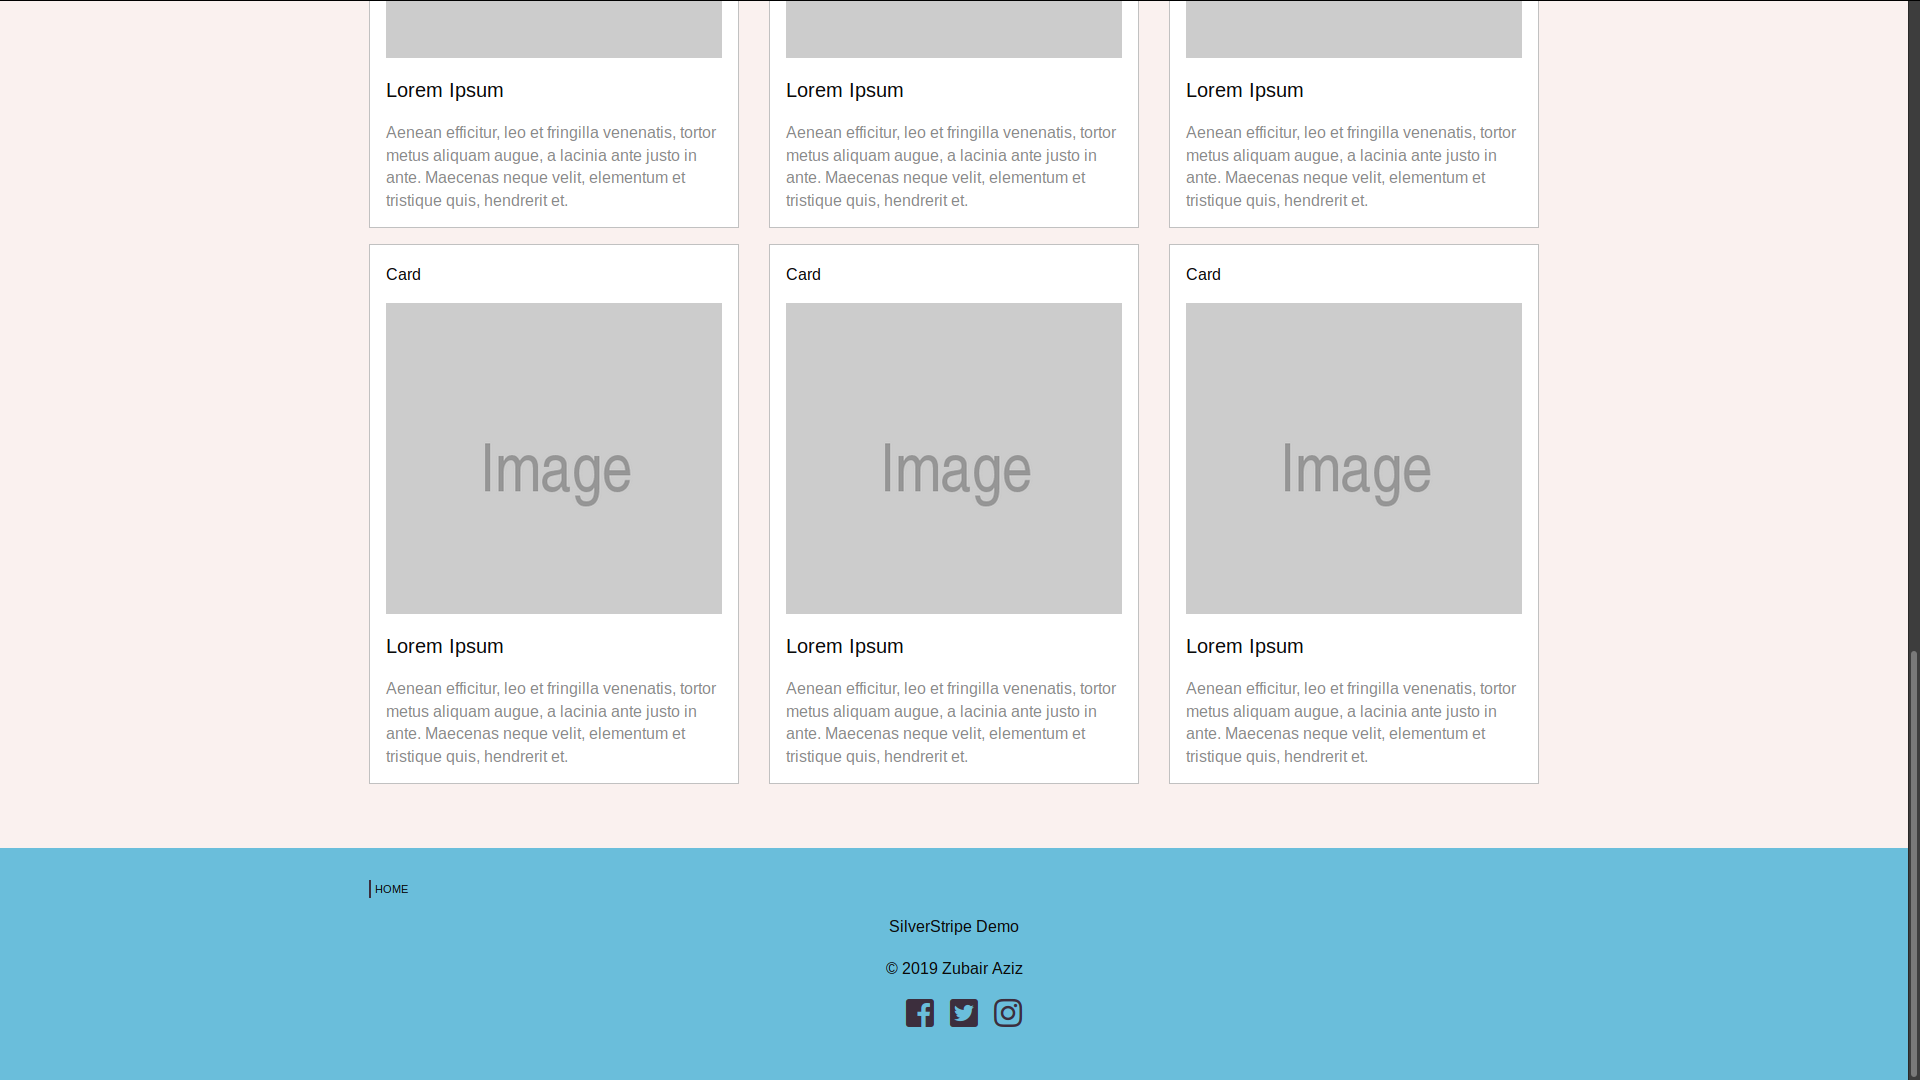 Lorem Ipsum
Aenean efficitur, leo et fringilla venenatis, tortor
metus aliquam augue, a lacinia ante justo in
ante. Maecenas neque velit, elementum et
tristique quis, hendrerit et.
Lorem Ipsum
Aenean efficitur, leo et fringilla venenatis, tortor
metus aliquam augue, a lacinia ante justo in
ante. Maecenas neque velit, elementum et
tristique quis, hendrerit et.
Lorem Ipsum
Aenean efficitur, leo et fringilla venenatis, tortor
metus aliquam augue, a lacinia ante justo in
ante. Maecenas neque velit, elementum et
tristique quis, hendrerit et.
Card
Image
Lorem Ipsum
Aenean efficitur, leo et fringilla venenatis, tortor
metus aliquam augue, a lacinia ante justo in
ante. Maecenas neque velit, elementum et
tristique quis, hendrerit et.
Card
Image
Lorem Ipsum
Aenean efficitur, leo et fringilla venenatis, tortor
metus aliquam augue, a lacinia ante justo in
ante. Maecenas neque velit, elementum et
tristique quis, hendrerit et.
Card
Image
Lorem Ipsum
Aenean efficitur, leo et fringilla venenatis, tortor
metus aliquam augue, a lacinia ante justo in
ante. Maecenas neque velit, elementum et
tristique quis, hendrerit et.
HOME
SilverStripe Demo
© 2019 Zubair Aziz